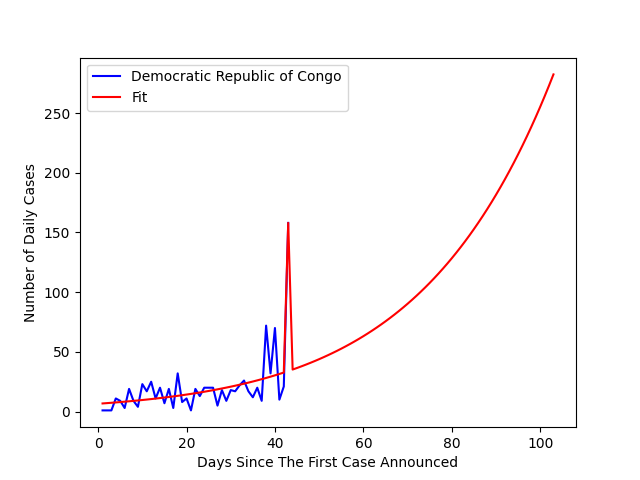 Democratic Republic of Congo
Fit
Number of Daily Cases
250
200
150
100
50
0
0 20 40 60 80 100
Days Since The First Case Announced